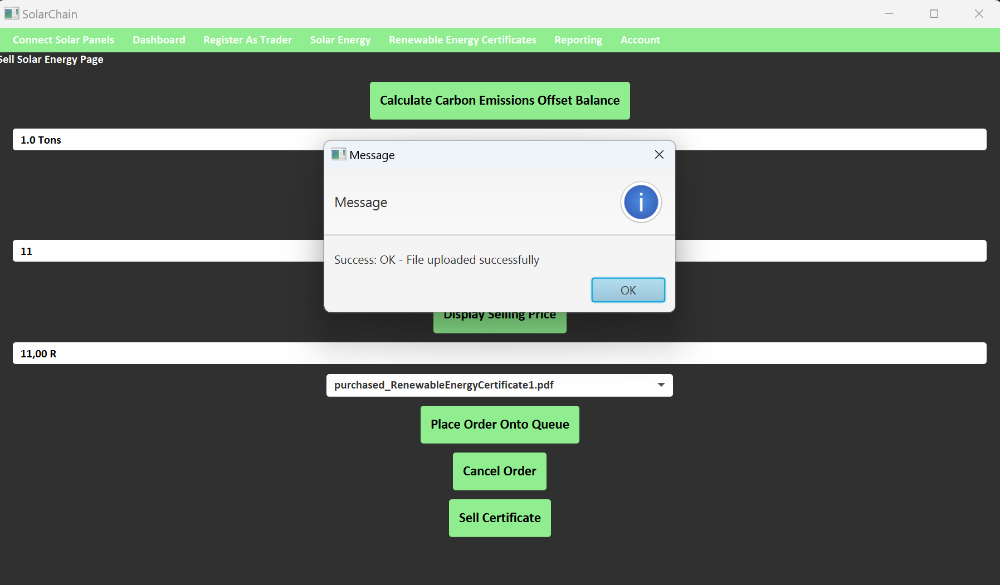 SolarChain
Connect Solar Panels Dashboard Register As Trader Solar Energy Renewable Energy Certificates Reporting Account
Sell Solar Energy Page
Calculate Carbon Emissions Offset Balance
1.0 Tons
Message
Message
i
11
Success: OK - File uploaded successfully
OK
Display Selling Price
11,00 R
purchased_RenewableEnergyCertificate1.pdf
Place Order Onto Queue
Cancel Order
Sell Certificate